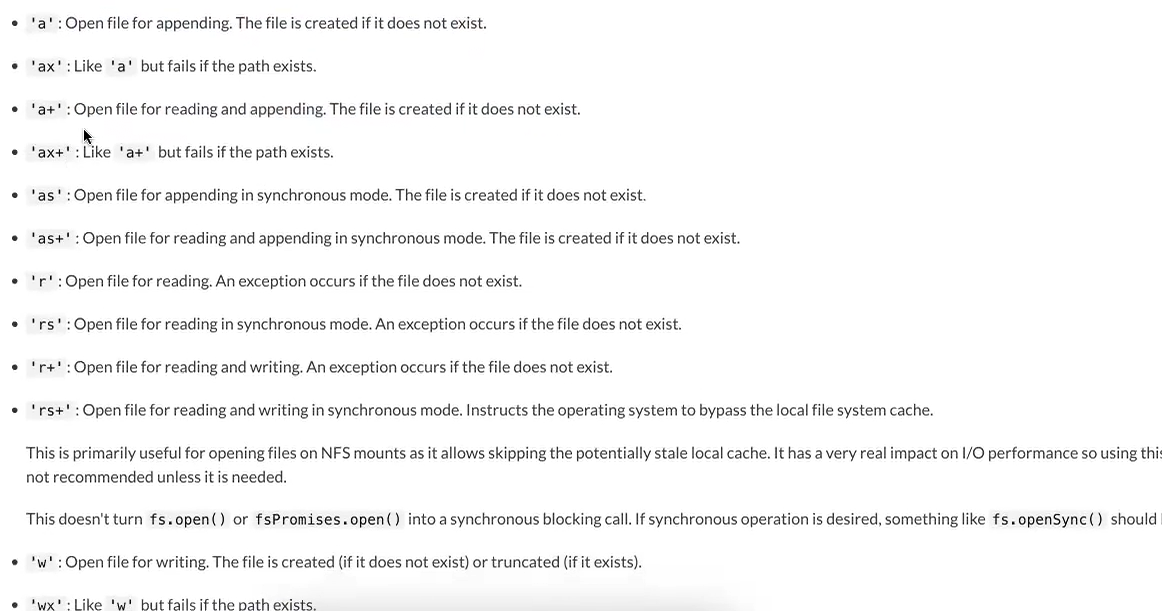 • 'a' : Open file for appending. The file is created if it does not exist.
• 'ax' : Like 'a' but fails if the path exists.
• 'a+' : Open file for reading and appending. The file is created if it does not exist.
• 'ax+' : Like 'a+' but fails if the path exists.
• 'as' : Open file for appending in synchronous mode. The file is created if it does not exist.
• 'as+' : Open file for reading and appending in synchronous mode. The file is created if it does not exist.
• 'r' : Open file for reading. An exception occurs if the file does not exist.
• 'rs' : Open file for reading in synchronous mode. An exception occurs if the file does not exist.
• 'r+' : Open file for reading and writing. An exception occurs if the file does not exist.
• 'rs+' : Open file for reading and writing in synchronous mode. Instructs the operating system to bypass the local file system cache.
This is primarily useful for opening files on NFS mounts as it allows skipping the potentially stale local cache. It has a very real impact on I/O performance so using this
not recommended unless it is needed.
This doesn't turn fs.open() or fsPromises.open() into a synchronous blocking call. If synchronous operation is desired, something like fs.openSync() should
• 'w' : Open file for writing. The file is created (if it does not exist) or truncated (if it exists).
• 'wx' : Like 'w' but fails if the path exists.